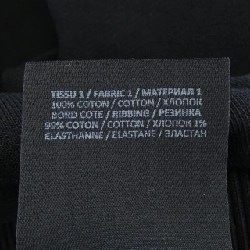 TISSU 1 / FABRIC 1 / МАТЕРИАЛ 1
100% COTON / COTTON / ХЛОПОК
BORD COTE / RIBBING / РЕЗИНКА
99% COTON / COTTON / ХЛОПОК 1%
ELASTHANNE / ELASTANE / ЭЛАСТАН